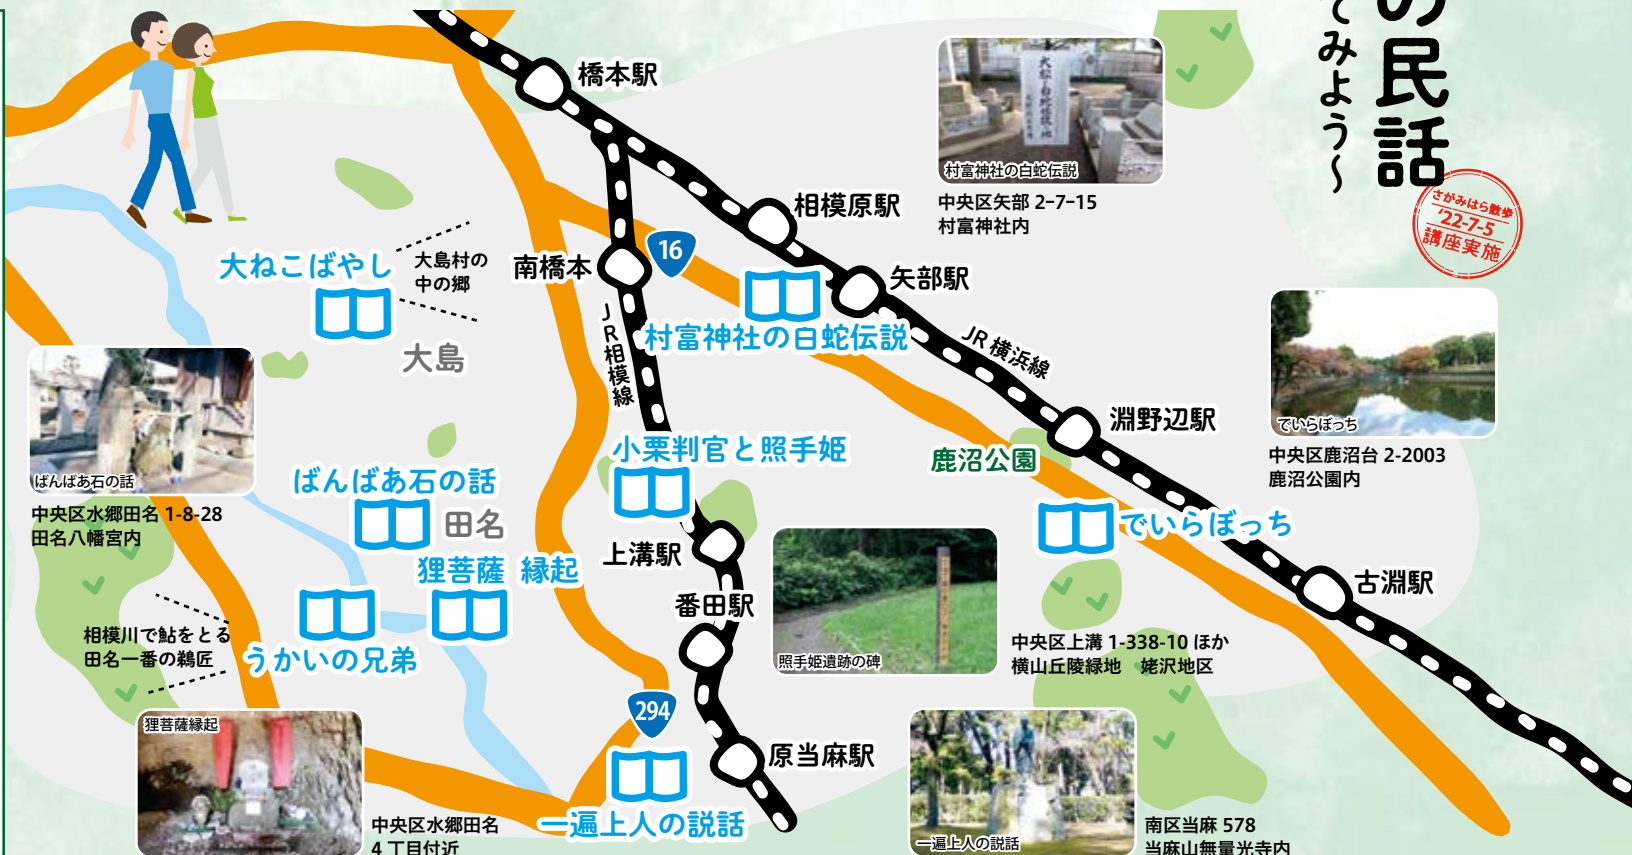 の民話
てみよう～
さがみはら散歩
'22-7-5
講座実施
橋本駅
相模原駅
矢部駅
淵野辺駅
古淵駅
JR横浜線
南橋本
JR相模線
上溝駅
番田駅
原当麻駅
16
294
村富神社の白蛇伝説
中央区矢部 2-7-15
村富神社内
大ねこばやし
大島村の
中の郷
大島
村富神社の白蛇伝説
でいらぼっち
中央区鹿沼台 2-2003
鹿沼公園内
ばんばあ石の話
中央区水郷田名 1-8-28
田名八幡宮内
小栗判官と照手姫
鹿沼公園
ばんばあ石の話
田名
でいらぼっち
狸菩薩 縁起
照手姫遺跡の碑
中央区上溝 1-338-10 ほか
横山丘陵緑地 姥沢地区
相模川で鮎をとる
田名一番の鵜匠
うかいの兄弟
狸菩薩縁起
中央区水郷田名
4 丁目付近
一遍上人の説話
一遍上人の説話
南区当麻 578
当麻山無量光寺内